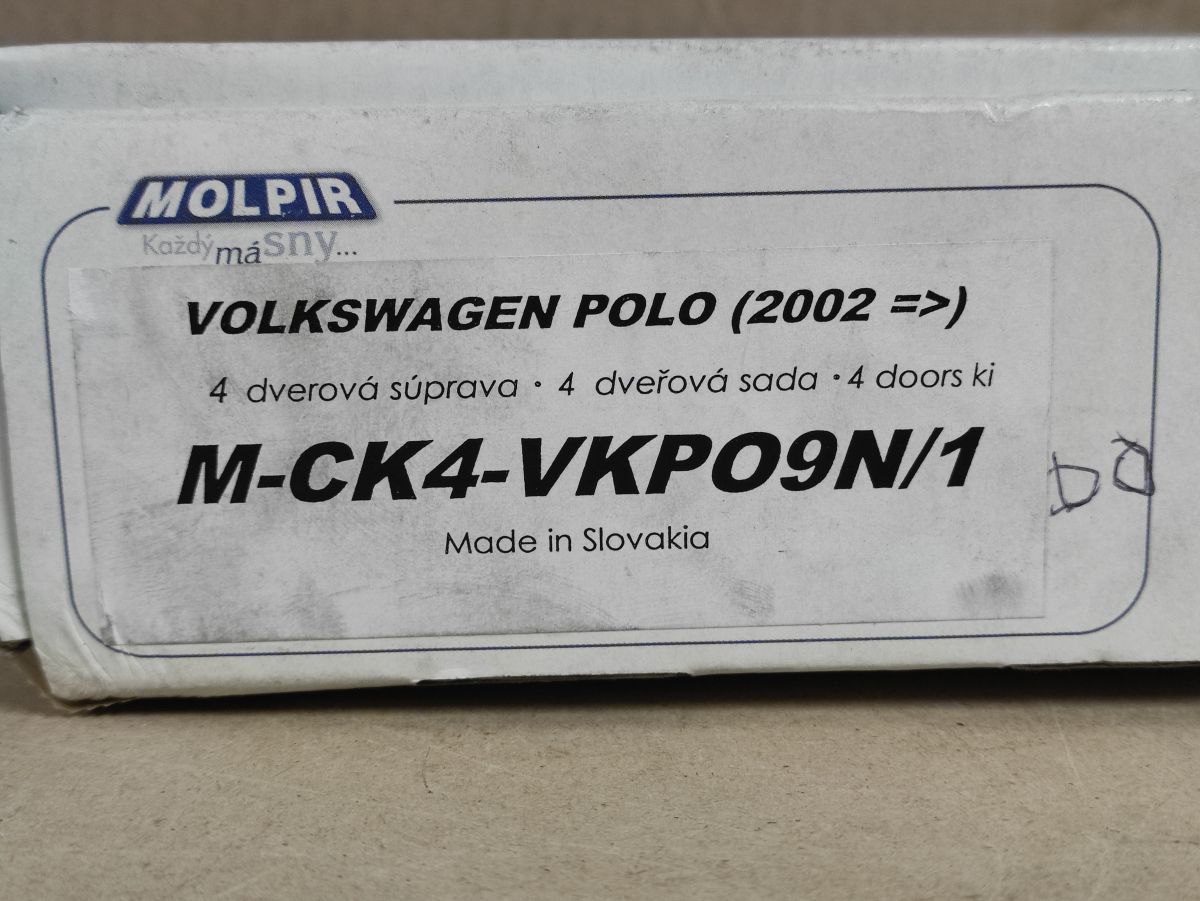 MOLPIR
Každý má sny...
VOLKSWAGEN POLO (2002 =>)
4 dverová súprava • 4 dveřová sada • 4 doors ki
M-CK4-VKPO9N/1
Made in Slovakia